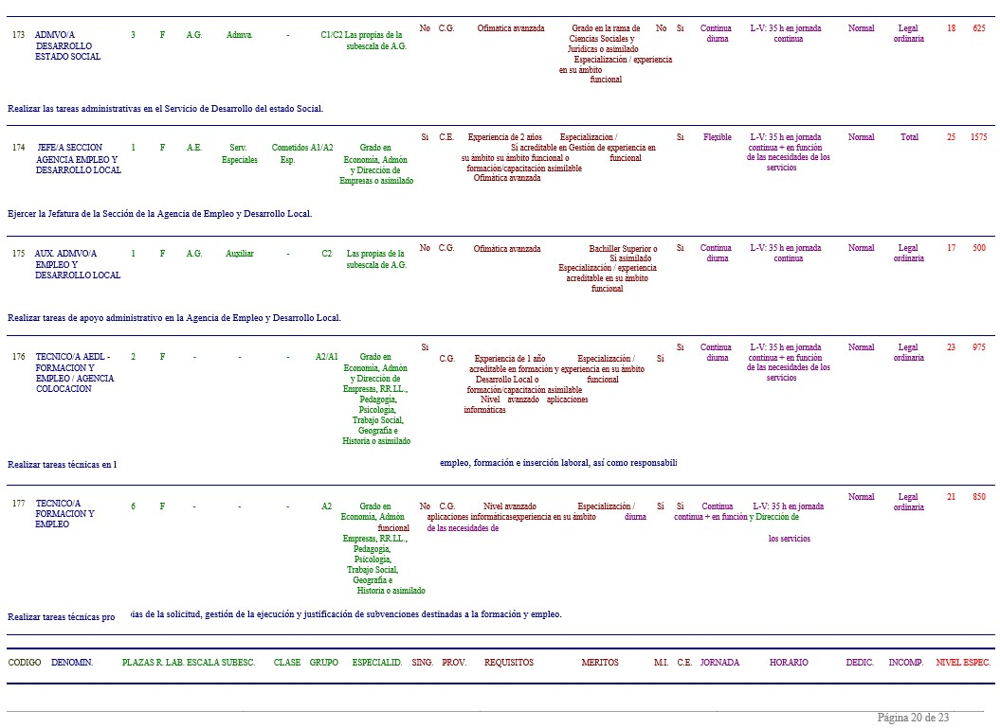 173 ADMVO/A DESARROLLO ESTADO SOCIAL 3 F A.G. Admva. - C1/C2 Las propias de la subescala de A.G. No C.G. Ofimática avanzada Grado en la rama de Ciencias Sociales y Jurídicas o asimilado Especialización / experiencia en su ámbito funcional No Si Continua diurna L-V: 35 h en jornada continua Normal Legal ordinaria 18 625
Realizar las tareas administrativas en el Servicio de Desarrollo del estado Social.
174 JEFE/A SECCION AGENCIA EMPLEO Y DESARROLLO LOCAL 1 F A.E. Serv. Especiales Cometidos Esp. A1/A2 Grado en Economía, Admón y Dirección de Empresas o asimilado Si C.E. Experiencia de 2 años Especializacion /
Si acreditable en Gestión de experiencia en
su ámbito su ámbito funcional o funcional
formación/capacitación asimilable
Ofimática avanzada
Si Flexible L-V: 35 h en jornada continua + en función de las necesidades de los servicios Normal Total 25 1575
Ejercer la Jefatura de la Sección de la Agencia de Empleo y Desarrollo Local.
175 AUX. ADMVO/A EMPLEO Y DESARROLLO LOCAL 1 F A.G. Auxiliar - C2 Las propias de la subescala de A.G. No C.G. Ofimática avanzada Bachiller Superior o
Sí asimilado
Especialización / experiencia
acreditable en su ámbito
funcional
Si Continua diurna L-V: 35 h en jornada continua Normal Legal ordinaria 17 500
Realizar tareas de apoyo administrativo en la Agencia de Empleo y Desarrollo Local.
176 TECNICO/A AEDL - FORMACION Y EMPLEO / AGENCIA COLOCACION 2 F - - - A2/A1 Grado en Economía, Admón y Dirección de Empresas, RR.LL., Pedagogía, Psicología, Trabajo Social, Geografía e Historia o asimilado Si
C.G. Experiencia de 1 año Especialización / Si
acreditable en formación y experiencia en su ámbito
Desarrollo Local o funcional
formación/capacitación asimilable
Nivel avanzado aplicaciones
informáticas
Si Continua diurna L-V: 35 h en jornada continua + en función de las necesidades de los servicios Normal Legal ordinaria 23 975
Realizar tareas técnicas en l empleo, formación e inserción laboral, así como responsabili
177 TECNICO/A FORMACION Y EMPLEO 6 F - - - A2 Grado en No C.G. Nivel avanzado Especialización / Sí Si Continua L-V: 35 h en jornada Normal Legal ordinaria 21 850
Economía, Admón aplicaciones informáticasexperiencia en su ámbito diurna continua + en función y Dirección de
funcional de las necesidades de
Empresas, RR.LL., los servicios
Pedagogía,
Psicología,
Trabajo Social,
Geografía e
Historia o asimilado
Realizar tareas técnicas pro ias de la solicitud, gestión de la ejecución y justificación de subvenciones destinadas a la formación y empleo.
CODIGO DENOMIN. PLAZAS R. LAB. ESCALA SUBESC. CLASE GRUPO ESPECIALID. SING. PROV. REQUISITOS MERITOS M.I. C.E. JORNADA HORARIO DEDIC. INCOMP. NIVEL ESPEC.
Página 20 de 23